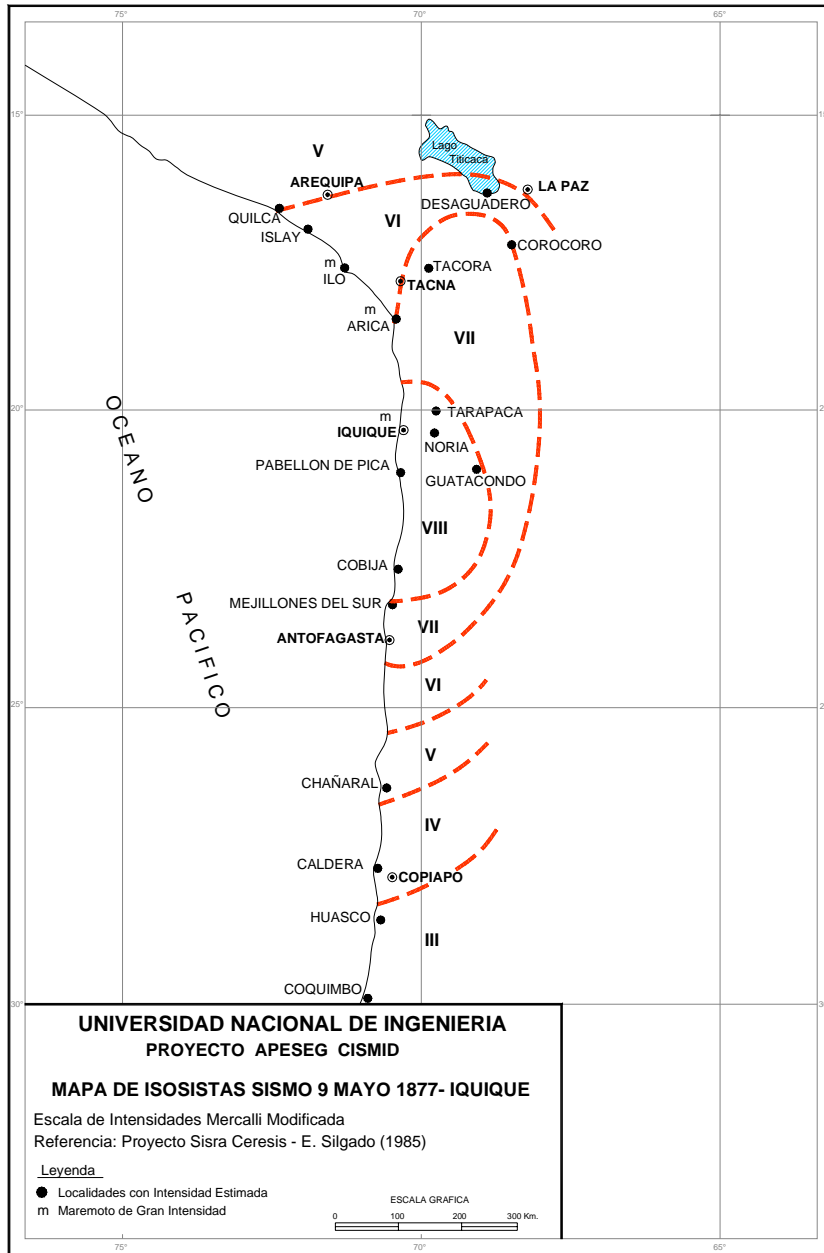 75°
70°
65°
15°
V
Lago
Titicaca
AREQUIPA
LA PAZ
DESAGUADERO
QUILCA
VI
ISLAY
COROCORO
m
TACORA
ILO
TACNA
m
ARICA
VII
20°
OCEANO
TARAPACA
m
IQUIQUE
NORIA
PABELLON DE PICA
GUATACONDO
VIII
COBIJA
PACIFICO
MEJILLONES DEL SUR
VII
ANTOFAGASTA
VI
25°
V
CHAÑARAL
IV
CALDERA
COPIAPO
HUASCO
III
COQUIMBO
30°
UNIVERSIDAD NACIONAL DE INGENIERIA
PROYECTO APESEG CISMID
MAPA DE ISOSISTAS SISMO 9 MAYO 1877- IQUIQUE
Escala de Intensidades Mercalli Modificada
Referencia: Proyecto Sisra Ceresis - E. Silgado (1985)
Leyenda
Localidades con Intensidad Estimada
m Maremoto de Gran Intensidad
ESCALA GRAFICA
0 100 200 300 Km.
75°
70°
65°